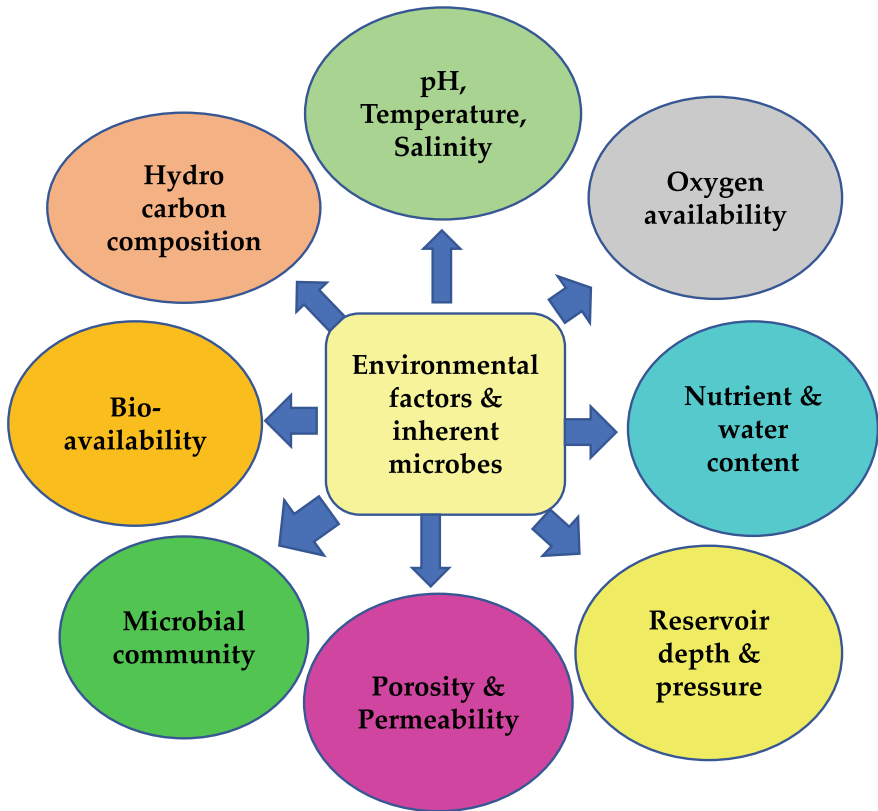 pH,
Temperature,
Salinity
Oxygen
availability
Nutrient &
water
content
Reservoir
depth &
pressure
Porosity &
Permeability
Microbial
community
Bio-
availability
Hydro
carbon
composition
Environmental
factors &
inherent
microbes